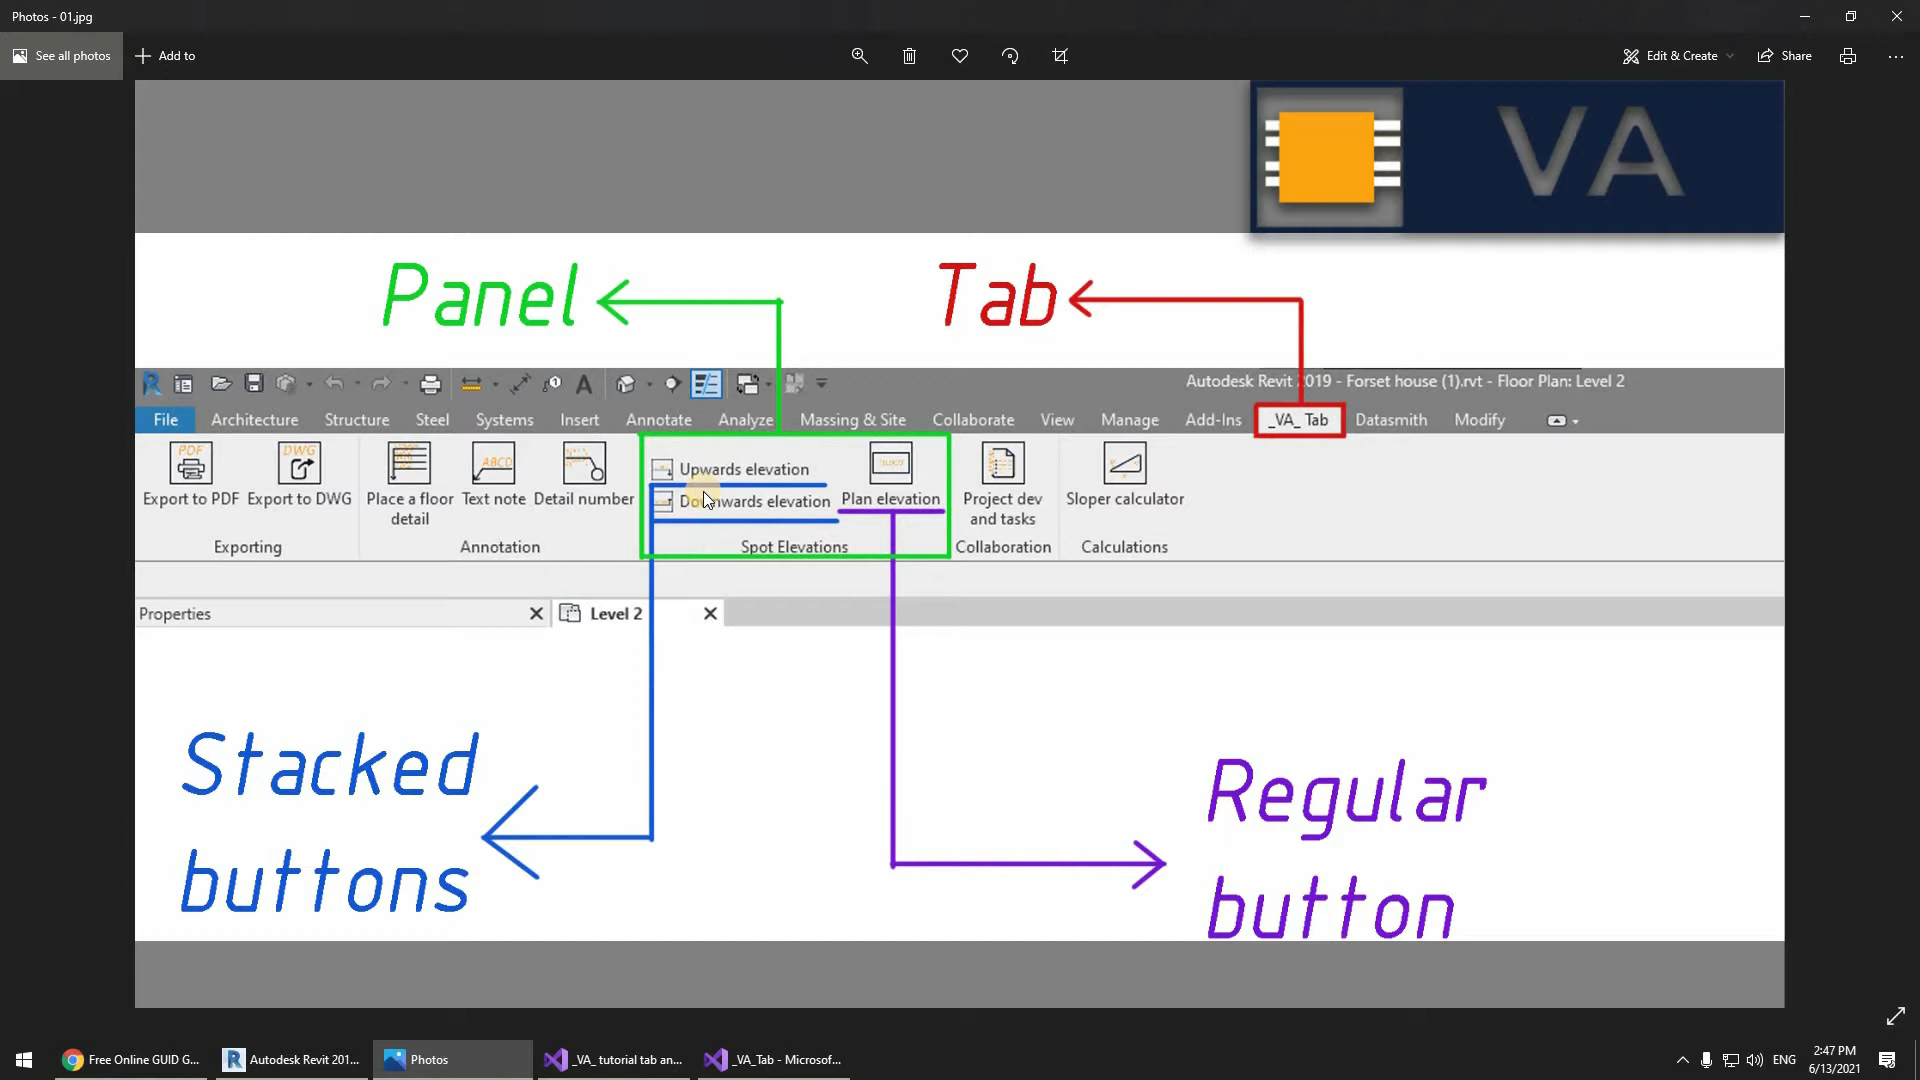 Photos - 01.jpg
See all photos
Add to
Edit & Create
Share
VA
Panel
Tab
Autodesk Revit 2019 - Forset house (1).rvt - Floor Plan: Level 2
File Architecture Structure Steel Systems Insert Annotate Analyze Massing & Site Collaborate View Manage Add-Ins _VA_ Tab Datasmith Modify
PDF DWG
ABCD
Upwards elevation
Export to PDF Export to DWG Place a floor detail Text note Detail number
Downwards elevation
Plan elevation
Project dev and tasks
Sloper calculator
Exporting Annotation Spot Elevations Collaboration Calculations
Properties
Level 2
Stacked
buttons
Regular
button
Free Online GUID G...
Autodesk Revit 201...
Photos
_VA_ tutorial tab an...
_VA_Tab - Microsof...
ENG
2:47 PM
6/13/2021